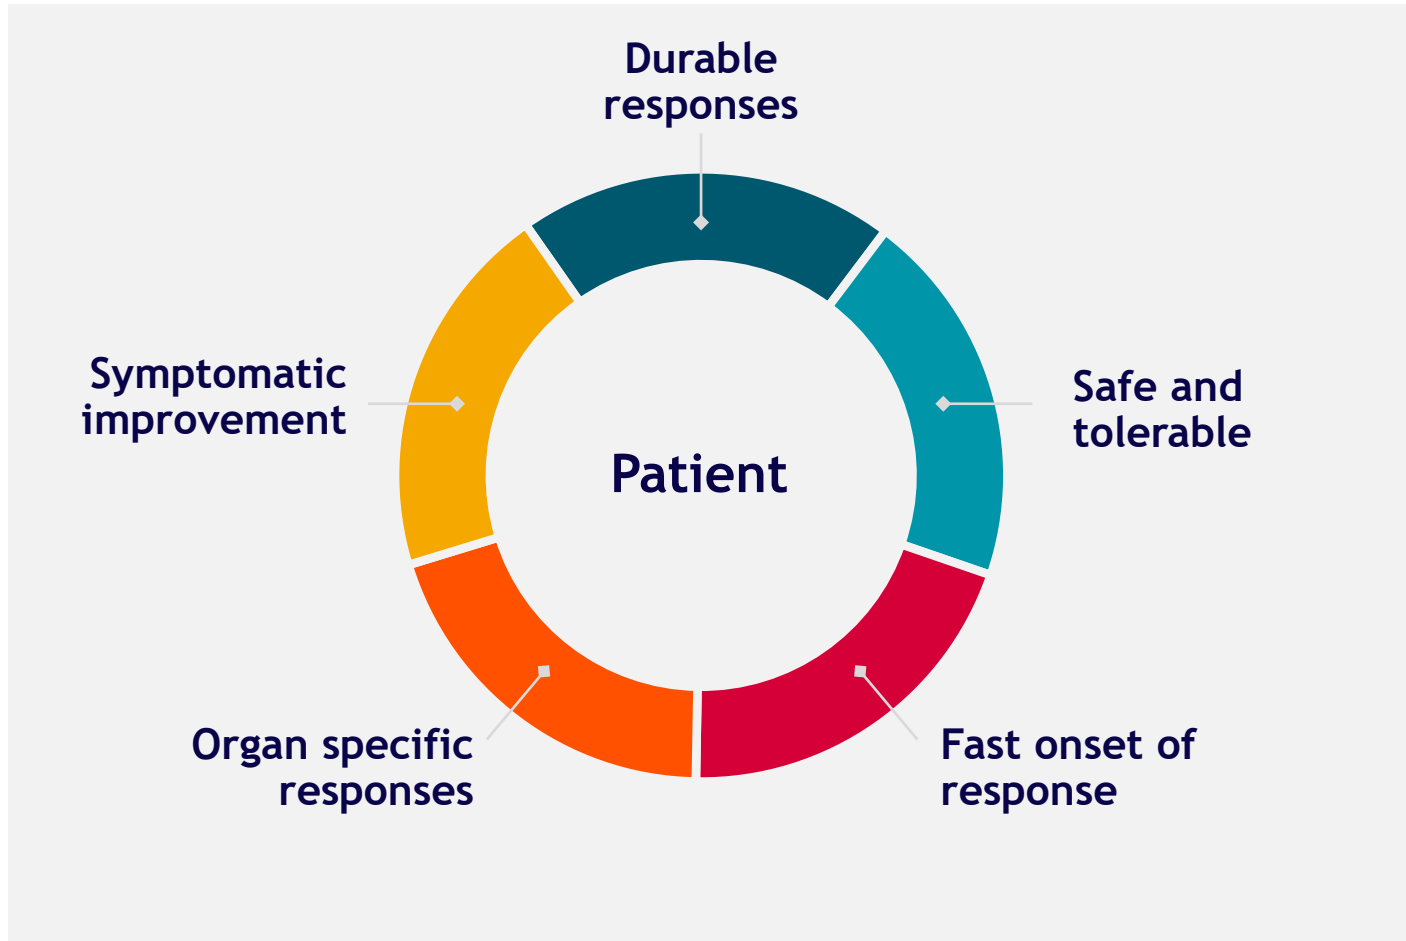 Durable
responses
Symptomatic
improvement
Safe and
tolerable
Patient
Organ specific
responses
Fast onset of
response